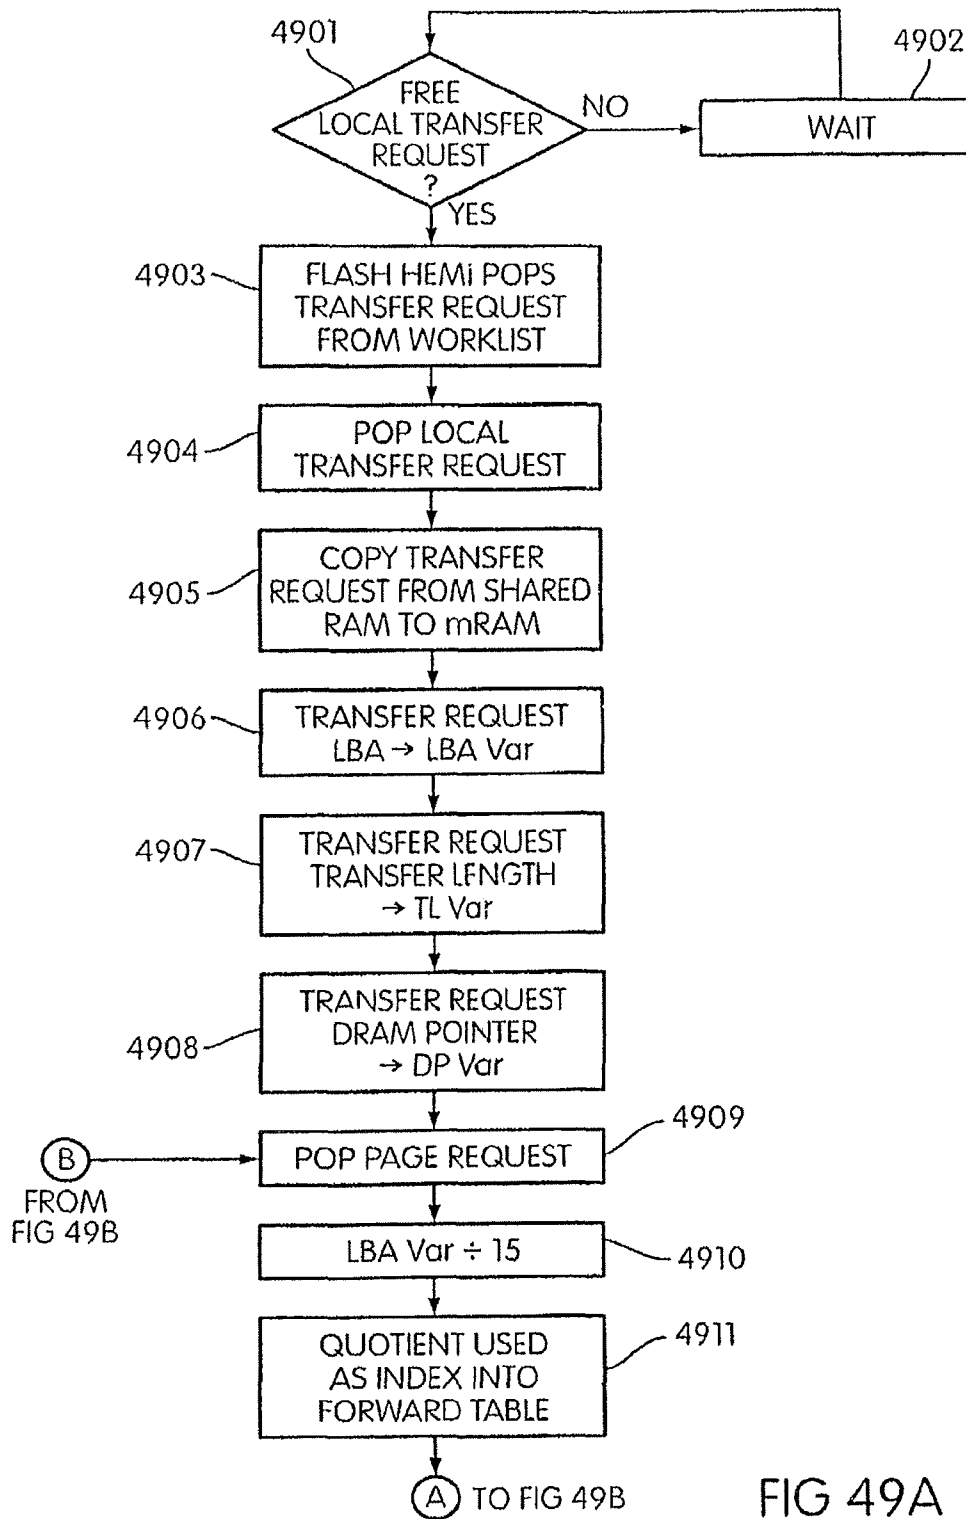 4901
FREE
LOCAL TRANSFER
REQUEST
?
NO
4902
WAIT
YES
4903
FLASH HEMi POPS
TRANSFER REQUEST
FROM WORKLIST
4904
POP LOCAL
TRANSFER REQUEST
4905
COPY TRANSFER
REQUEST FROM SHARED
RAM TO mRAM
4906
TRANSFER REQUEST
LBA → LBA Var
4907
TRANSFER REQUEST
TRANSFER LENGTH
→ TL Var
4908
TRANSFER REQUEST
DRAM POINTER
→ DP Var
4909
B
POP PAGE REQUEST
FROM
FIG 49B
LBA Var ÷ 15
4910
4911
QUOTIENT USED
AS INDEX INTO
FORWARD TABLE
A TO FIG 49B
FIG 49A